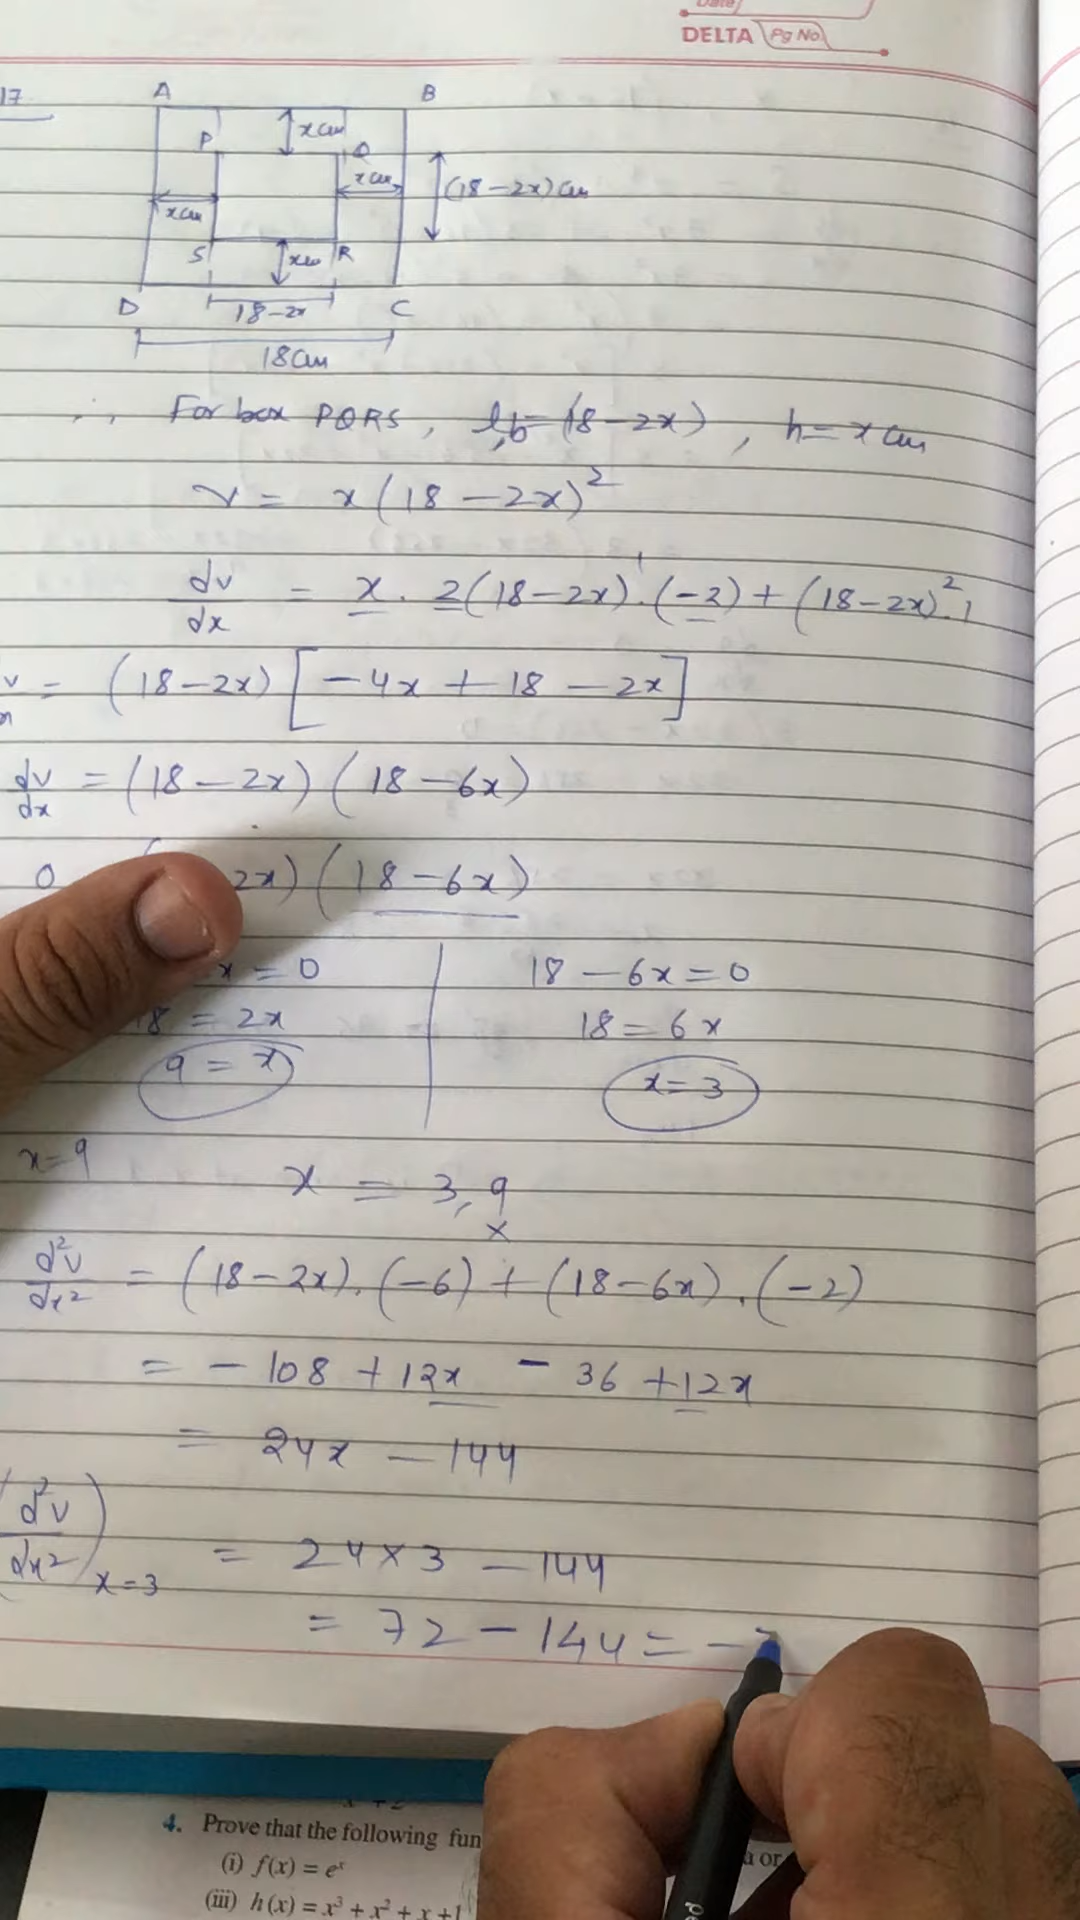 Date
DELTA Pg No.
17
A B
x cm
P Q
x cm
(18-2x) cm
x cm
S R
x cm
D C
18-2x
18cm
∴ For box PQRS, l,b = (18-2x), h = x cm
v = x(18-2x)²
dv/dx = x . 2(18-2x)¹.(-2) + (18-2x)².1
= (18-2x) [-4x + 18 - 2x]
dv/dx = (18-2x) (18-6x)
0 2x) (18-6x)
x = 0 18 - 6x = 0
18 = 2x 18 = 6x
9 = x x = 3
x = 9
x = 3, 9
×
d²v/dx² = (18-2x).(-6) + (18-6x).(-2)
= -108 + 12x - 36 + 12x
= 24x - 144
(d²v/dx²) x=3 = 24 × 3 - 144
= 72 - 144 = -
4. Prove that the following fun
(i) f(x) = eˣ
a or
(iii) h(x) = x³ + x² + x + 1